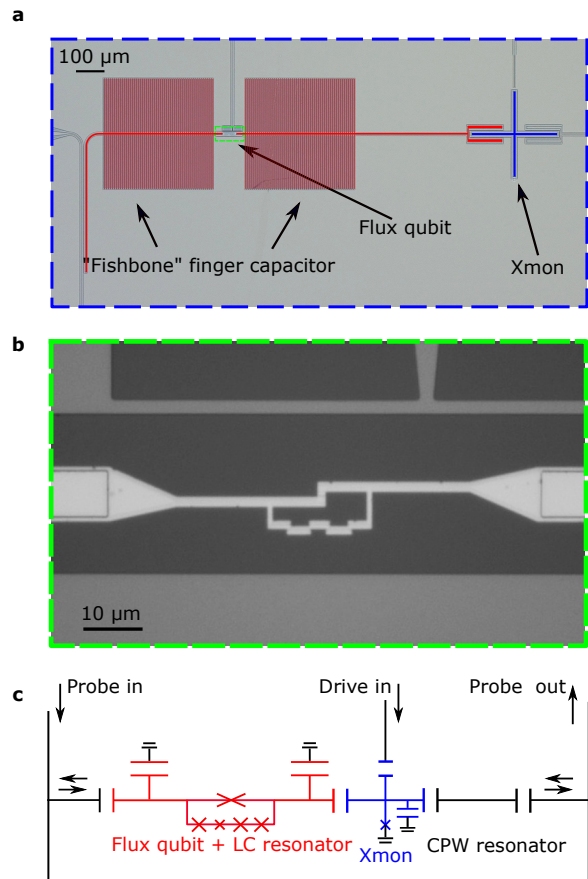 a
100 µm
Flux qubit
"Fishbone" finger capacitor
Xmon
b
10 µm
c
Probe in
Drive in
Probe out
Flux qubit + LC resonator
Xmon
CPW resonator